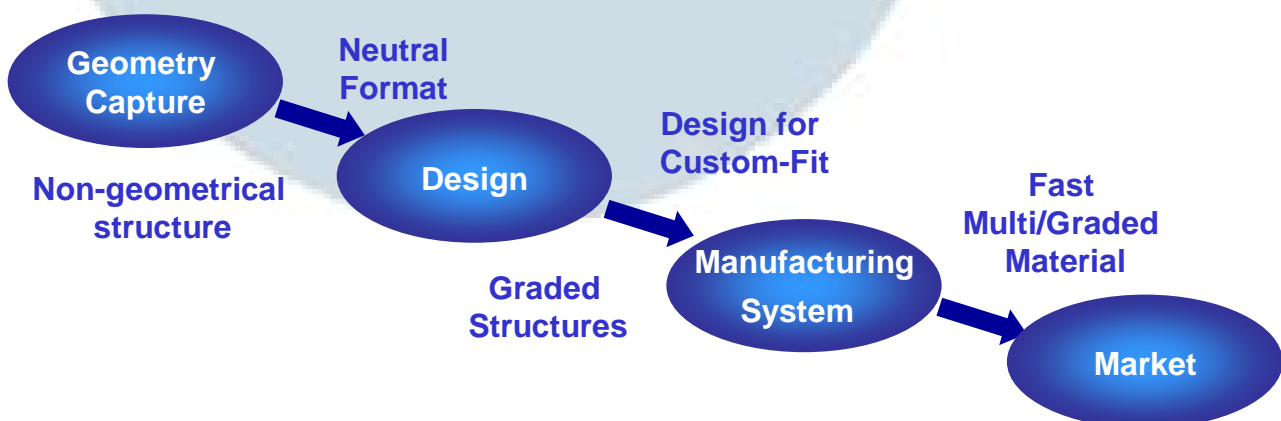 Geometry
Capture
Neutral
Format
Non-geometrical
structure
Design
Design for
Custom-Fit
Graded
Structures
Manufacturing
System
Fast
Multi/Graded
Material
Market